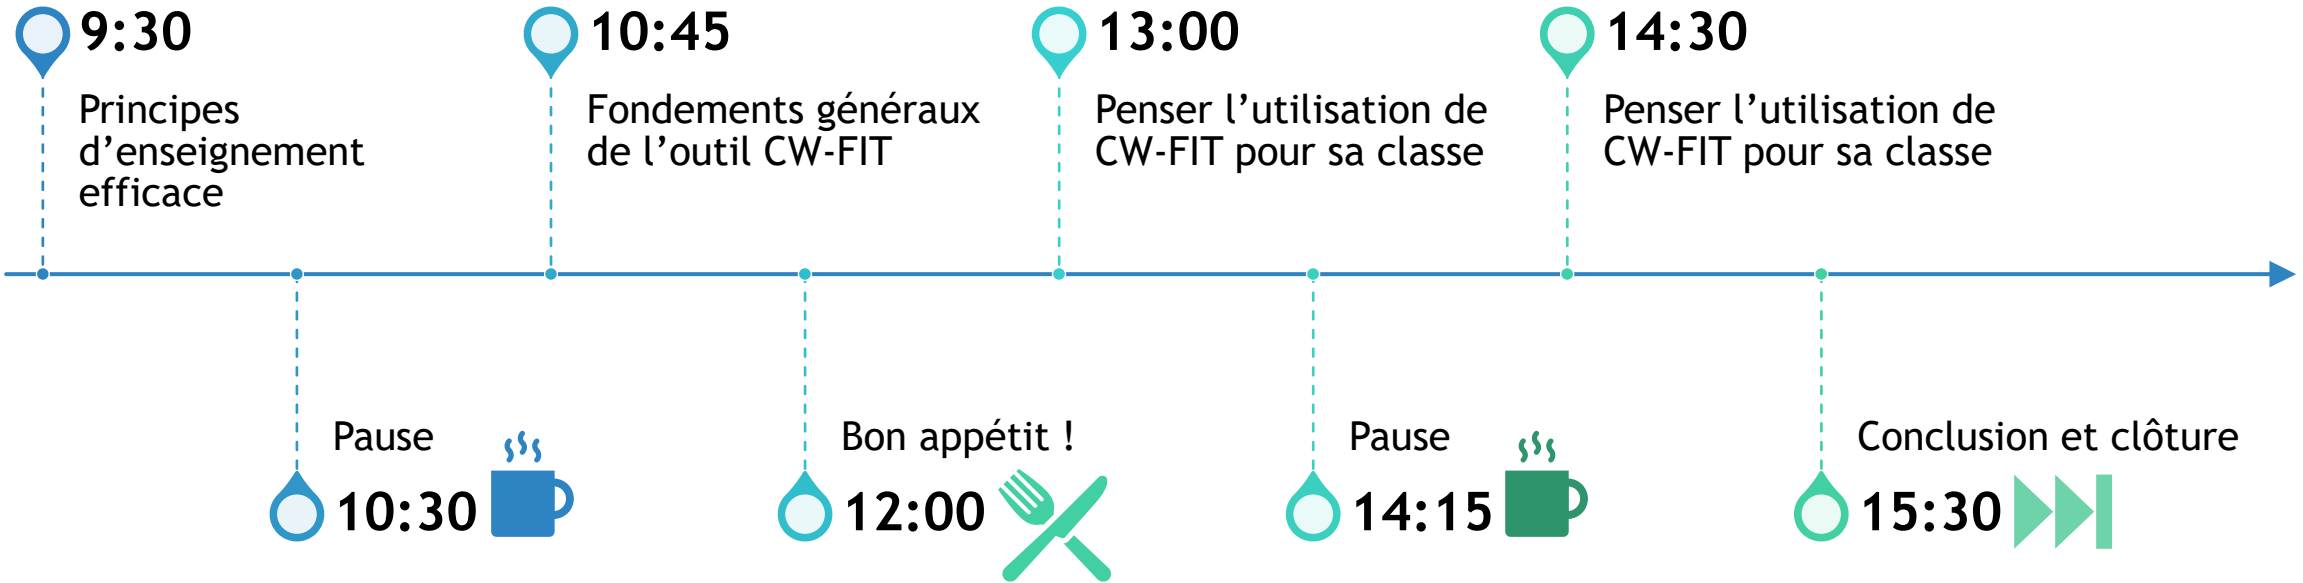 9:30
Principes
d’enseignement
efficace
Pause
10:30
10:45
Fondements généraux
de l’outil CW-FIT
Bon appétit !
12:00
13:00
Penser l’utilisation de
CW-FIT pour sa classe
Pause
14:15
14:30
Penser l’utilisation de
CW-FIT pour sa classe
Conclusion et clôture
15:30